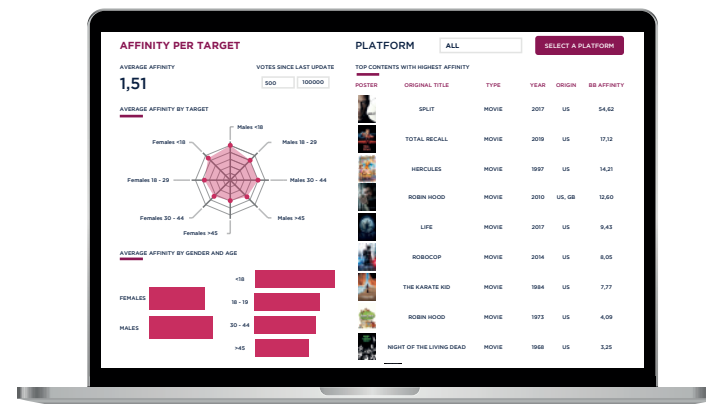 AFFINITY PER TARGET
AVERAGE AFFINITY
VOTES SINCE LAST UPDATE
1,51
500
100000
AVERAGE AFFINITY BY TARGET
Males <18
Females <18
Males 18 - 29
Females 18 - 29
Males 30 - 44
Females 30 - 44
Males >45
Females >45
AVERAGE AFFINITY BY GENDER AND AGE
FEMALES
MALES
<18
18 - 19
30 - 44
>45
PLATFORM
ALL
SELECT A PLATFORM
TOP CONTENTS WITH HIGHEST AFFINITY
POSTER ORIGINAL TITLE TYPE YEAR ORIGIN BB AFFINITY
SPLIT MOVIE 2017 US 54,62
TOTAL RECALL MOVIE 2019 US 17,12
HERCULES MOVIE 1997 US 14,21
ROBIN HOOD MOVIE 2010 US, GB 12,60
LIFE MOVIE 2017 US 9,43
ROBOCOP MOVIE 2014 US 8,05
THE KARATE KID MOVIE 1984 US 7,77
ROBIN HOOD MOVIE 1973 US 4,09
NIGHT OF THE LIVING DEAD MOVIE 1968 US 3,25